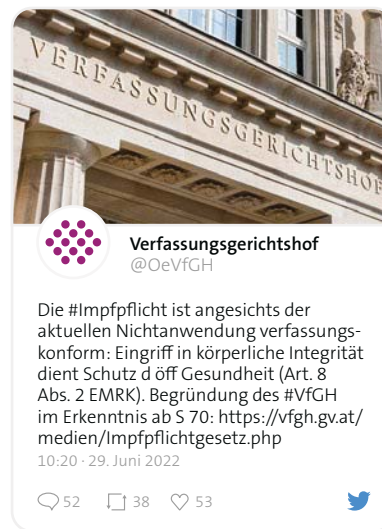 VERFASSUNGSGERICHTSHOF
Verfassungsgerichtshof
@OeVfGH
Die #Impfpflicht ist angesichts der
aktuellen Nichtanwendung verfassungs-
konform: Eingriff in körperliche Integrität
dient Schutz d öff Gesundheit (Art. 8
Abs. 2 EMRK). Begründung des #VfGH
im Erkenntnis ab S 70: https://vfgh.gv.at/
medien/Impfpflichtgesetz.php
10:20 · 29. Juni 2022
52 38 53